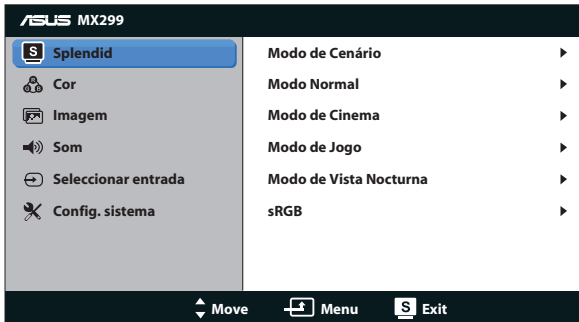 ASUS MX299
S Splendid
Cor
Imagem
Som
Seleccionar entrada
Config. sistema
Modo de Cenário
Modo Normal
Modo de Cinema
Modo de Jogo
Modo de Vista Nocturna
sRGB
Move Menu S Exit